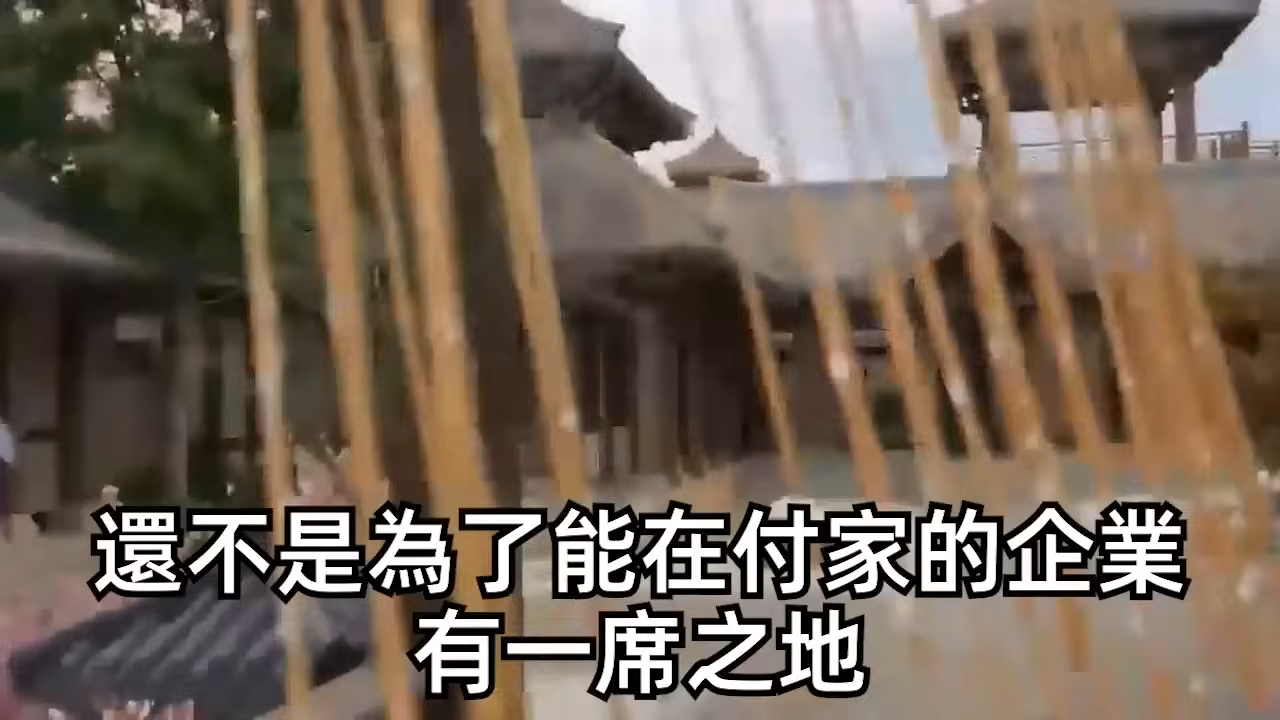 還不是為了能在付家的企業
有一席之地